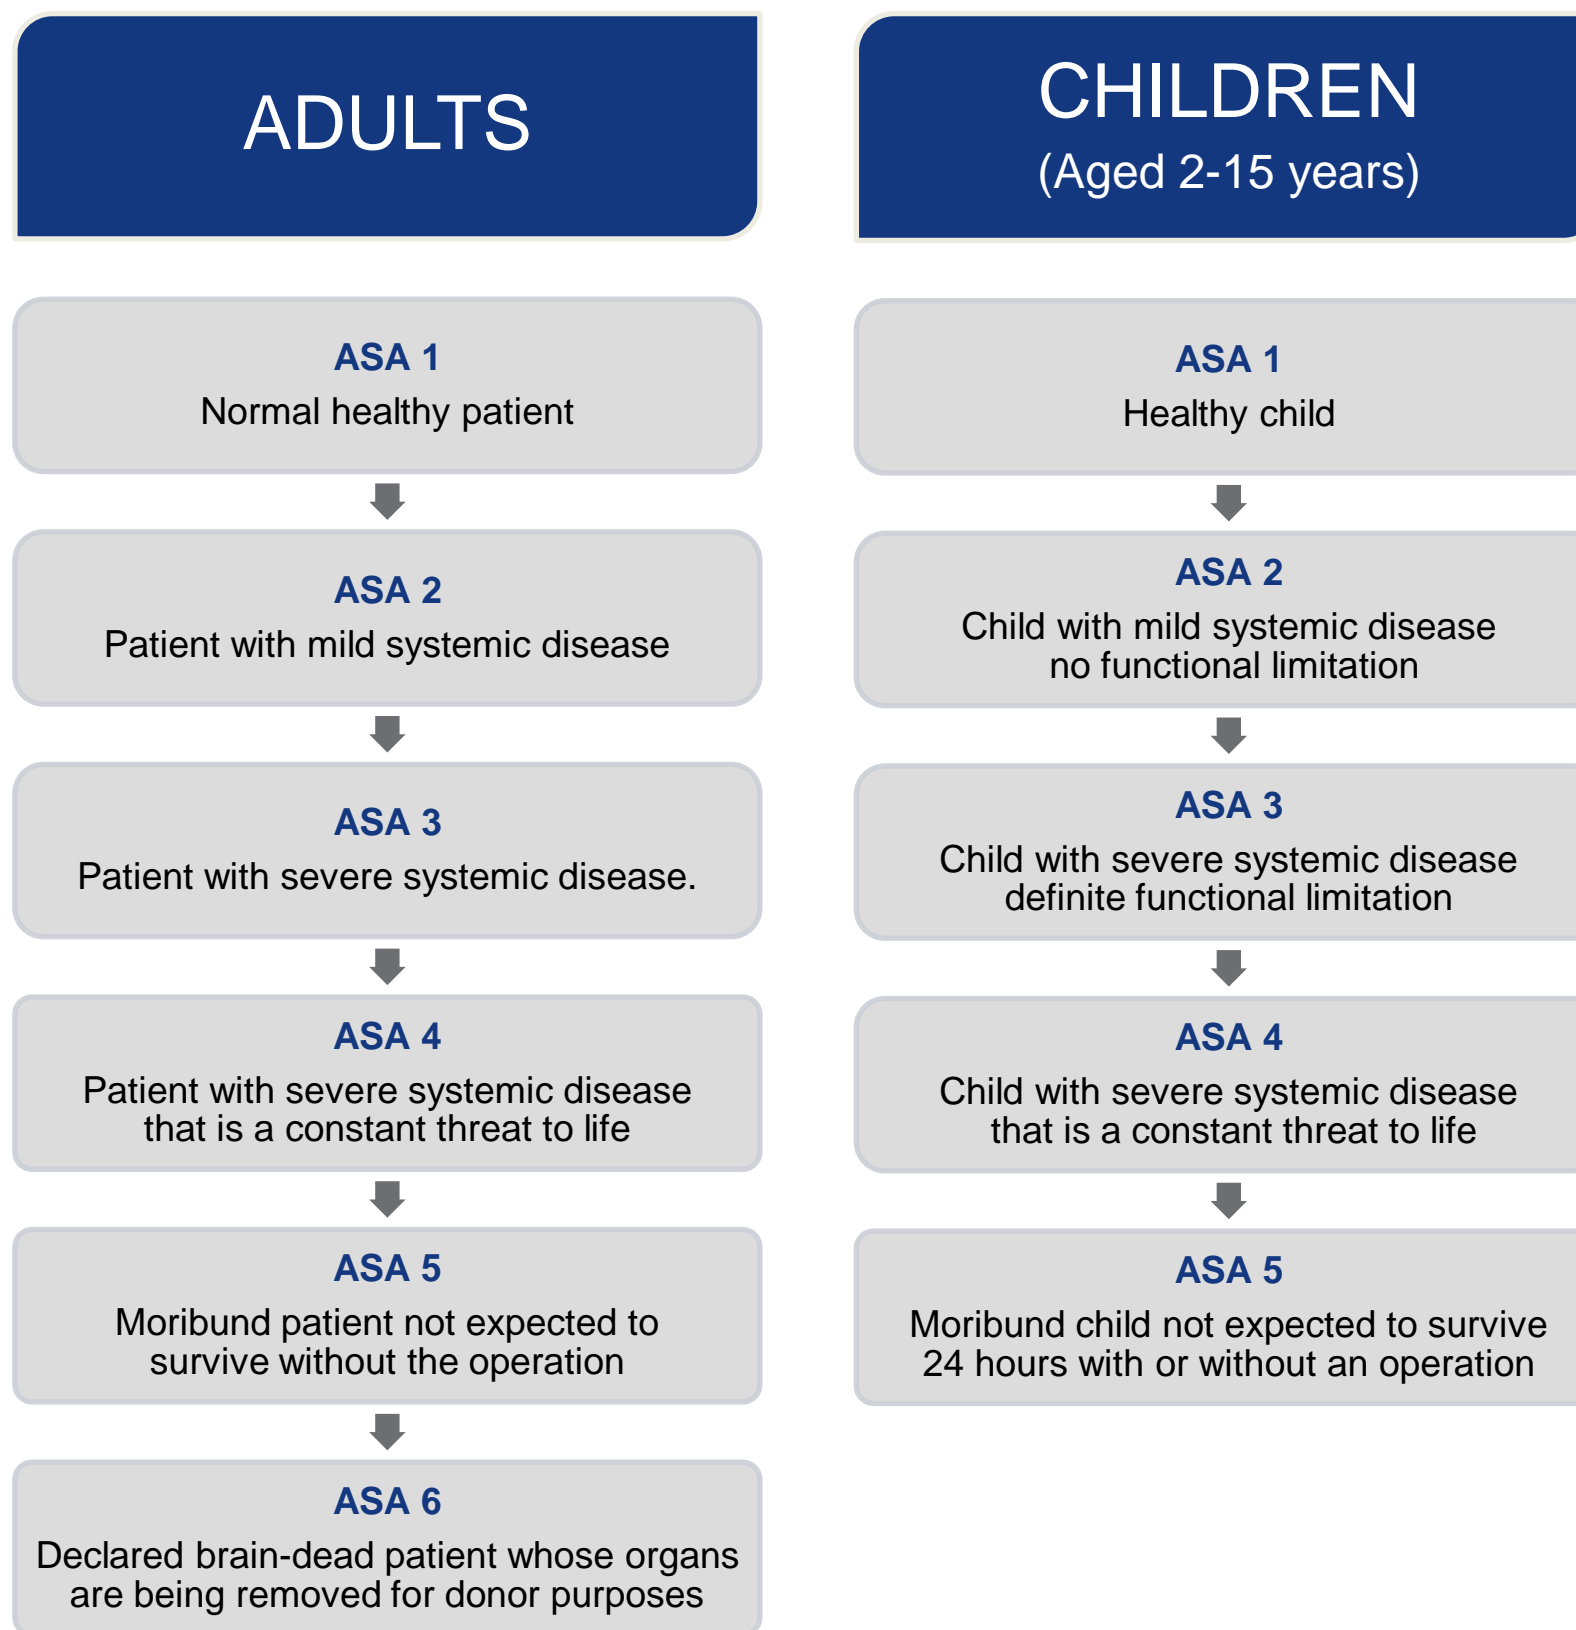 ADULTS
ASA 1
Normal healthy patient
ASA 2
Patient with mild systemic disease
ASA 3
Patient with severe systemic disease.
ASA 4
Patient with severe systemic disease
that is a constant threat to life
ASA 5
Moribund patient not expected to
survive without the operation
ASA 6
Declared brain-dead patient whose organs
are being removed for donor purposes
CHILDREN
(Aged 2-15 years)
ASA 1
Healthy child
ASA 2
Child with mild systemic disease
no functional limitation
ASA 3
Child with severe systemic disease
definite functional limitation
ASA 4
Child with severe systemic disease
that is a constant threat to life
ASA 5
Moribund child not expected to survive
24 hours with or without an operation